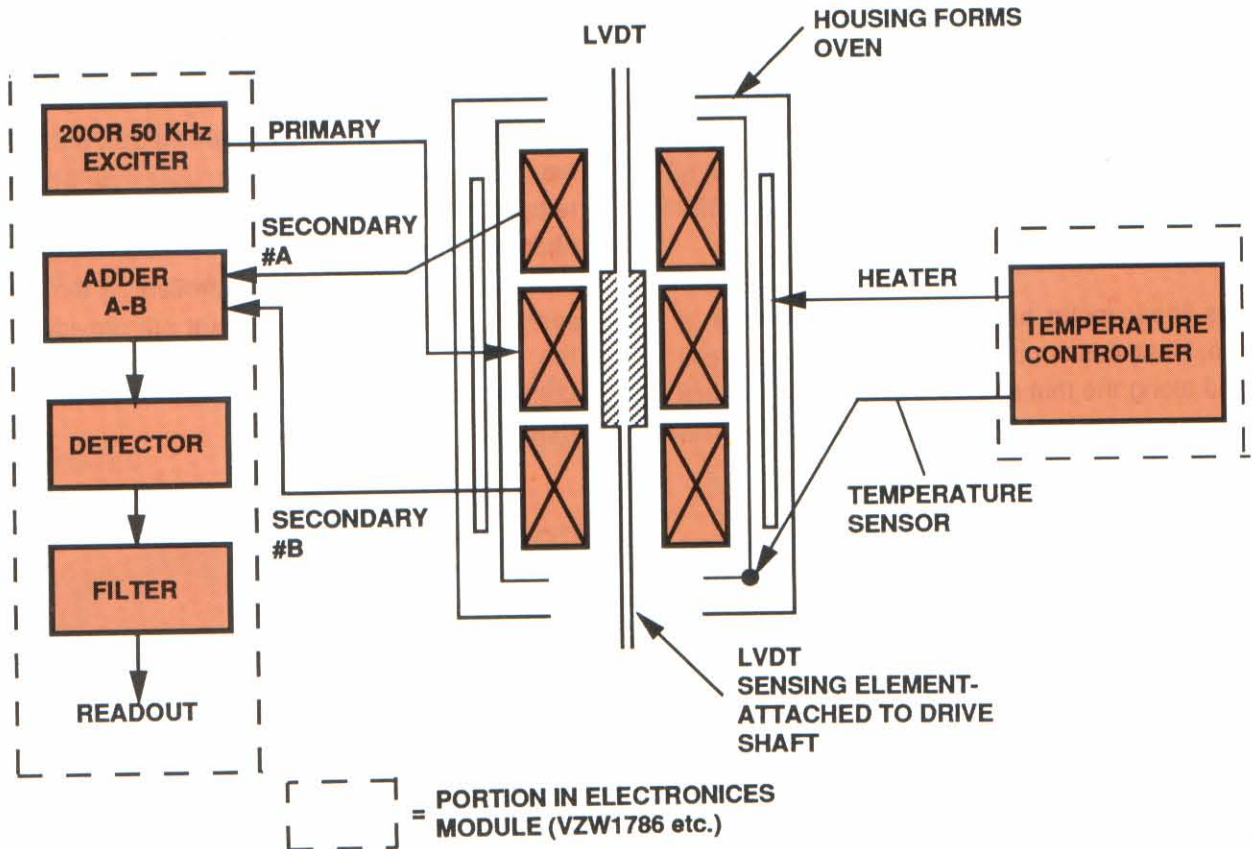 LVDT
HOUSING FORMS
OVEN
20OR 50 KHz
EXCITER
PRIMARY
SECONDARY
#A
ADDER
A-B
HEATER
TEMPERATURE
CONTROLLER
DETECTOR
TEMPERATURE
SENSOR
SECONDARY
#B
FILTER
READOUT
LVDT
SENSING ELEMENT-
ATTACHED TO DRIVE
SHAFT
= PORTION IN ELECTRONICES
MODULE (VZW1786 etc.)